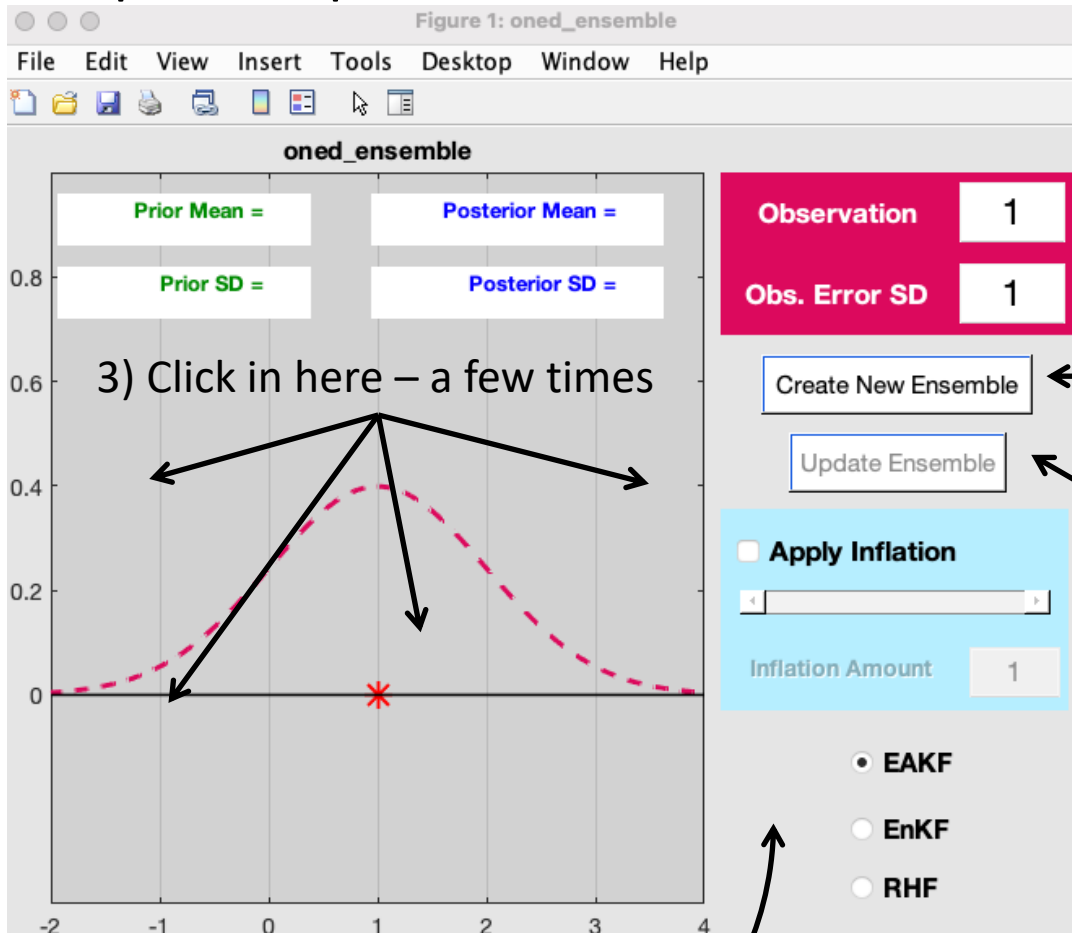 Figure 1: oned_ensemble
File Edit View Insert Tools Desktop Window Help
oned_ensemble
Prior Mean = Posterior Mean =
Prior SD = Posterior SD =
Observation 1
Obs. Error SD 1
3) Click in here – a few times
Create New Ensemble
Update Ensemble
Apply Inflation
Inflation Amount 1
EAKF
EnKF
RHF
0.8
0.6
0.4
0.2
0
-2 -1 0 1 2 3 4